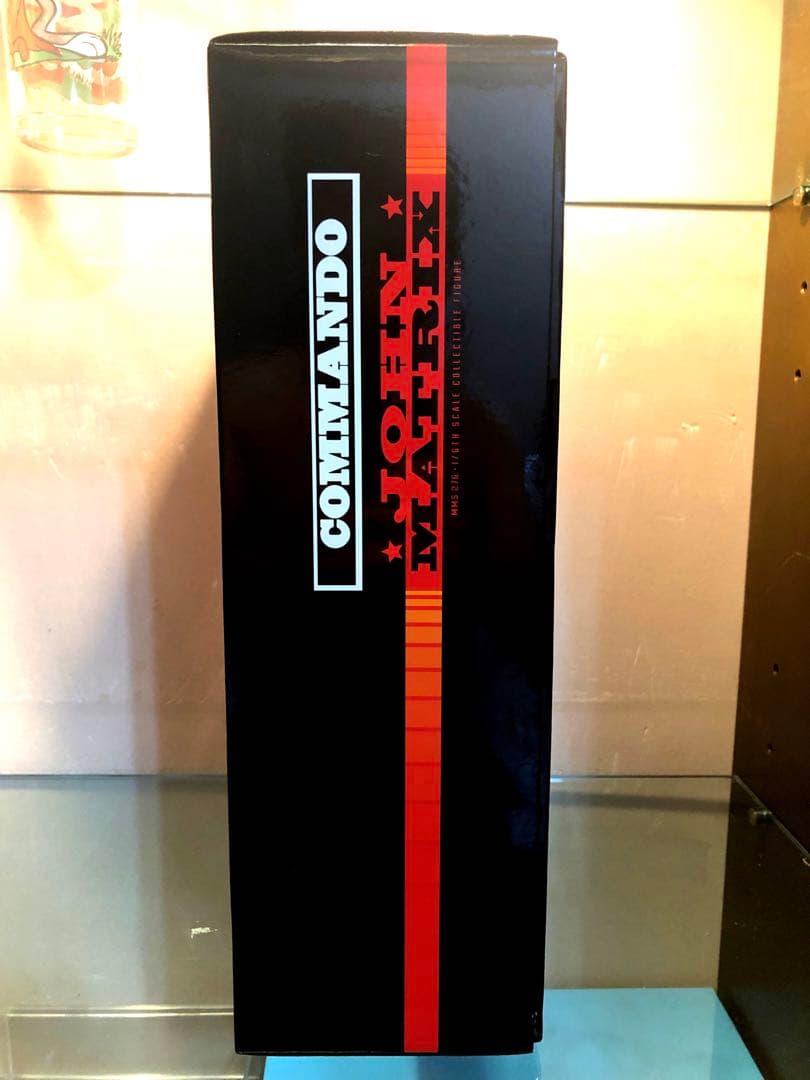 COMMANDO
JOHN
MATRIX
MMS 276 • 1/6TH SCALE COLLECTIBLE FIGURE